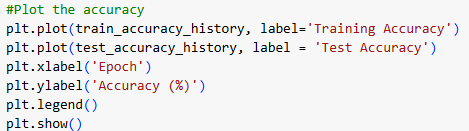 #Plot the accuracy
plt.plot(train_accuracy_history, label='Training Accuracy')
plt.plot(test_accuracy_history, label = 'Test Accuracy')
plt.xlabel('Epoch')
plt.ylabel('Accuracy (%)')
plt.legend()
plt.show()